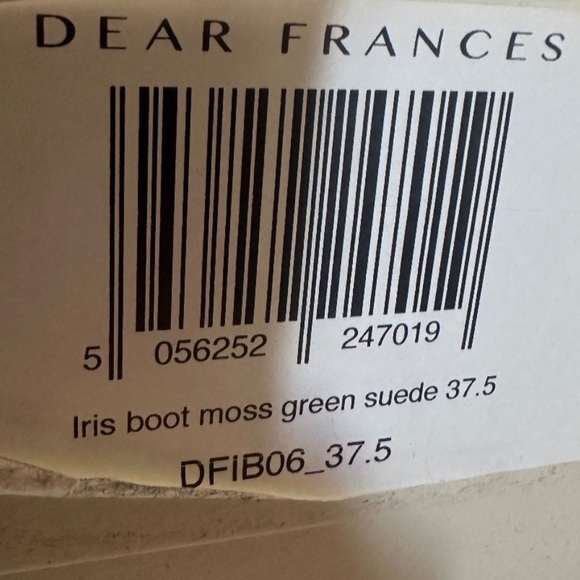 DEAR FRANCES
5 056252 247019
Iris boot moss green suede 37.5
DFIB06_37.5